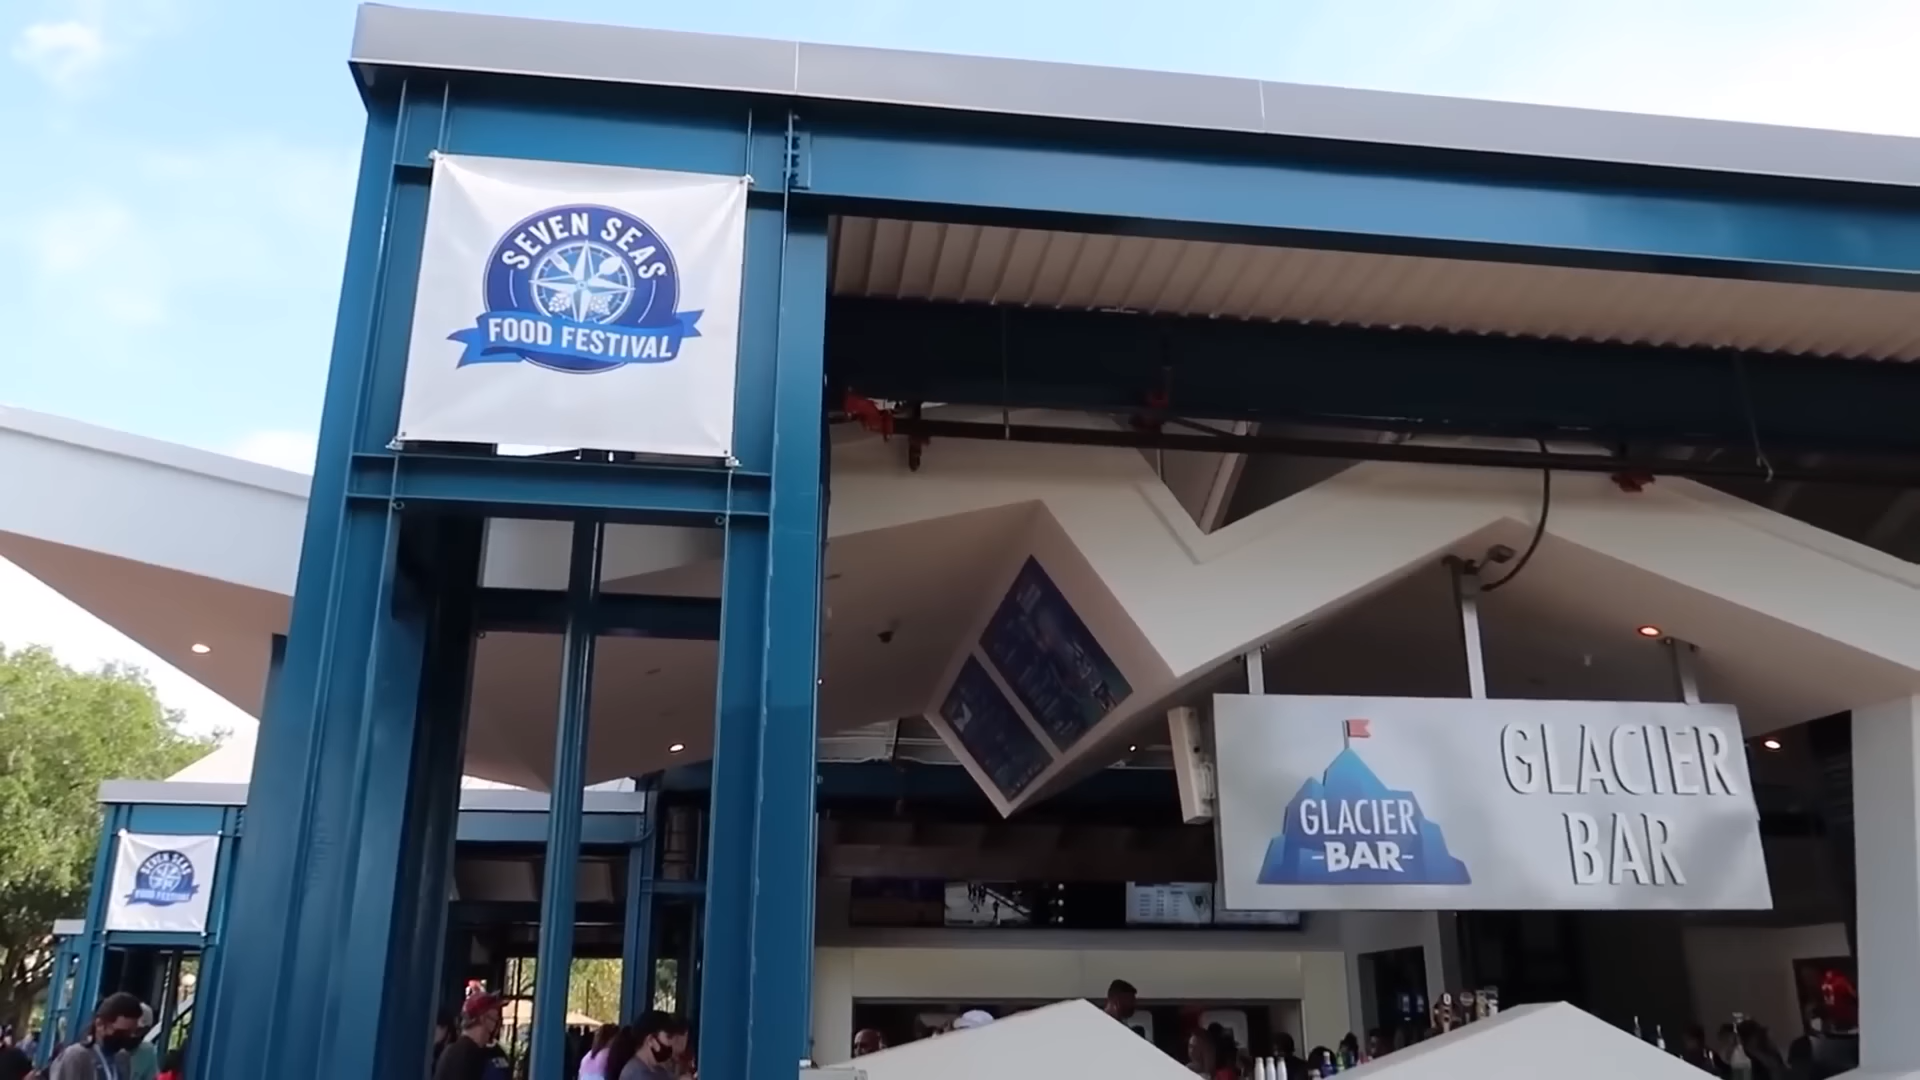 SEVEN SEAS
FOOD FESTIVAL
GLACIER
-BAR-
GLACIER
BAR
SEVEN SEAS
FOOD FESTIVAL